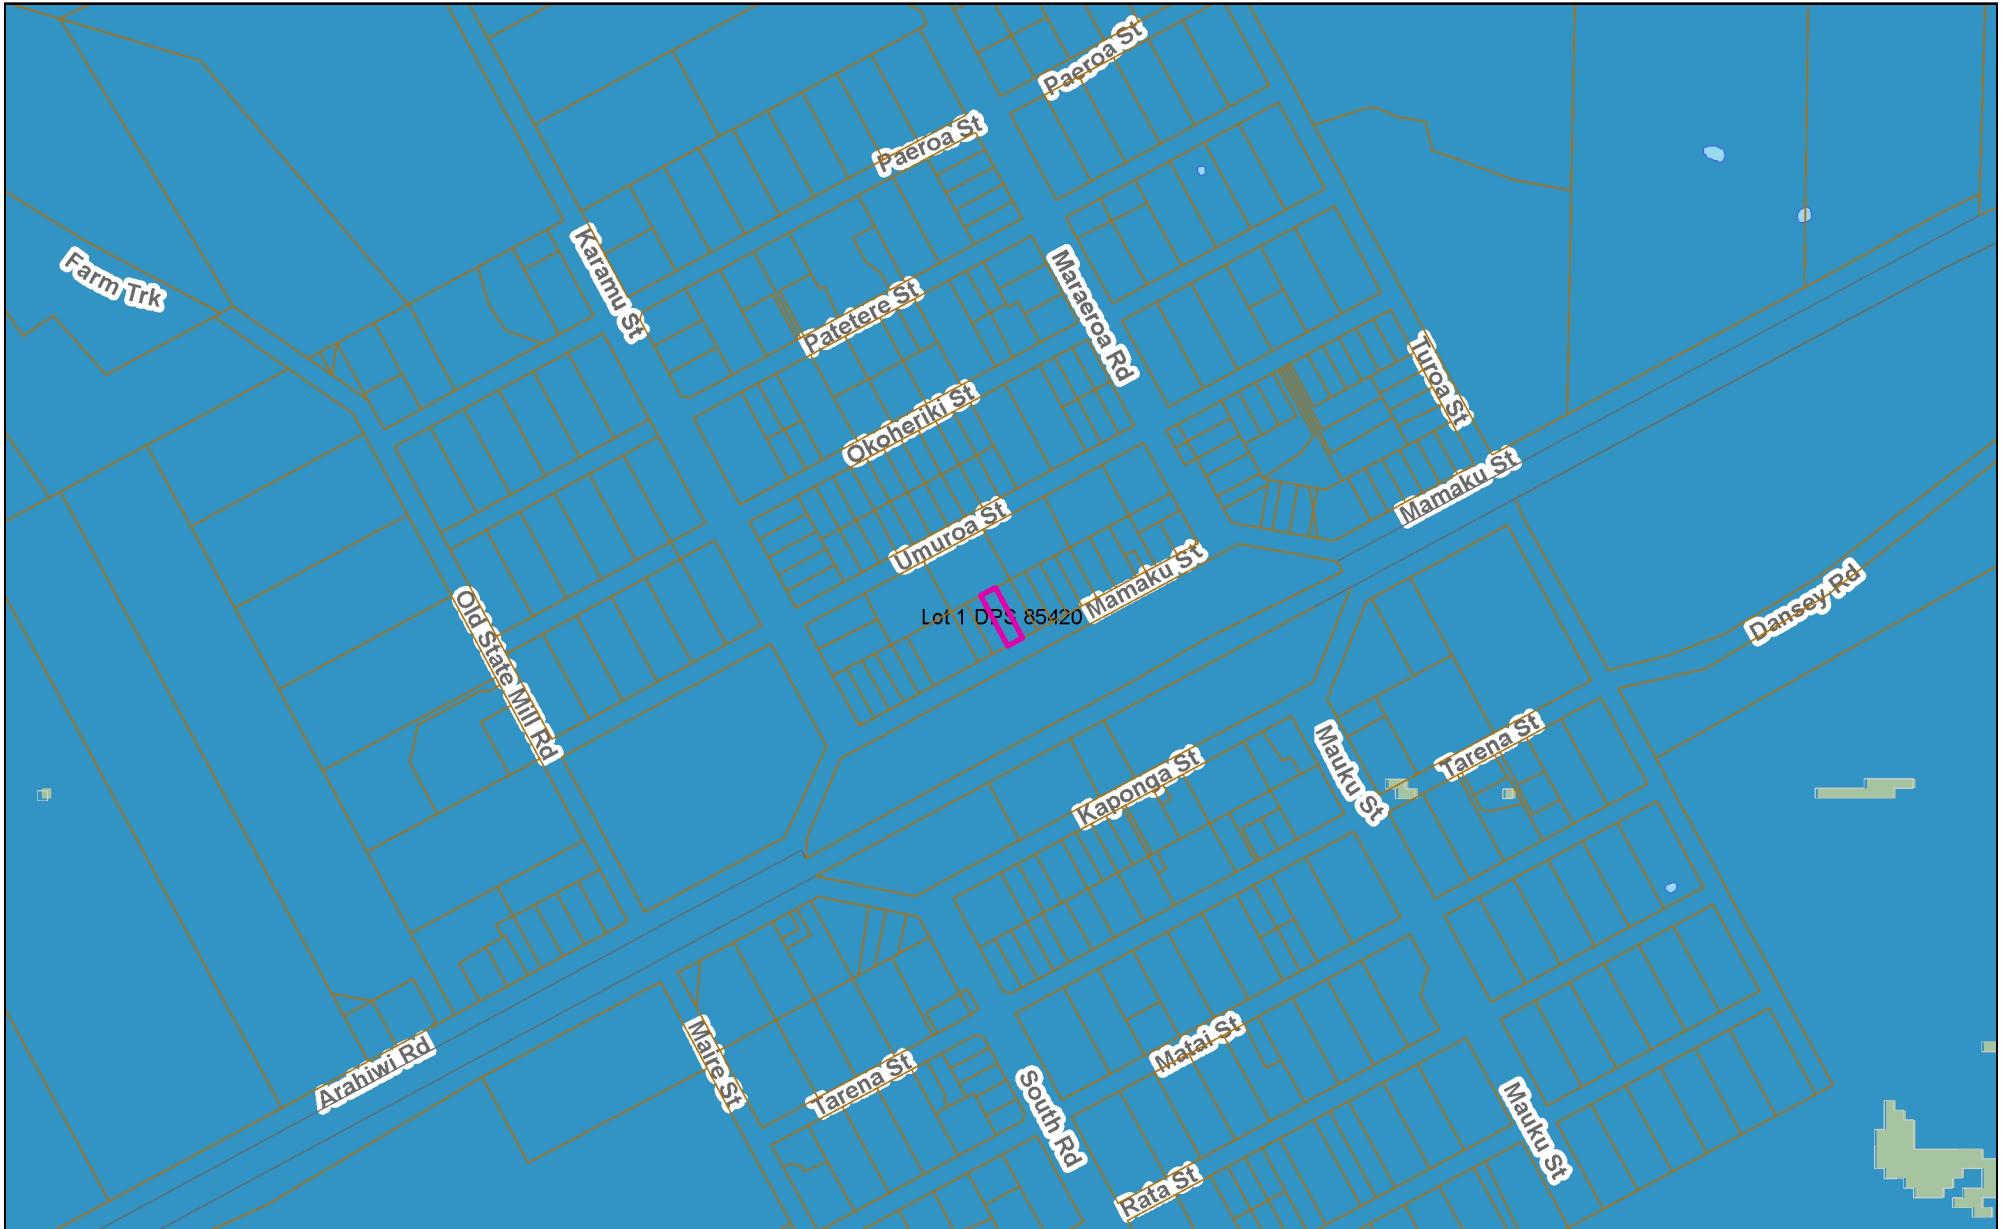 Paeroa St
Paeroa St
Farm Trk
Karamu St
Patetere St
Maraeroa Rd
Turoa St
Okoheriki St
Mamaku St
Umuroa St
Mamaku St
Lot 1 DPS 85420
Old State Mill Rd
Dansey Rd
Kaponga St
Mauku St
Tarena St
Arahiwi Rd
Maire St
Tarena St
South Rd
Matai St
Mauku St
Rata St